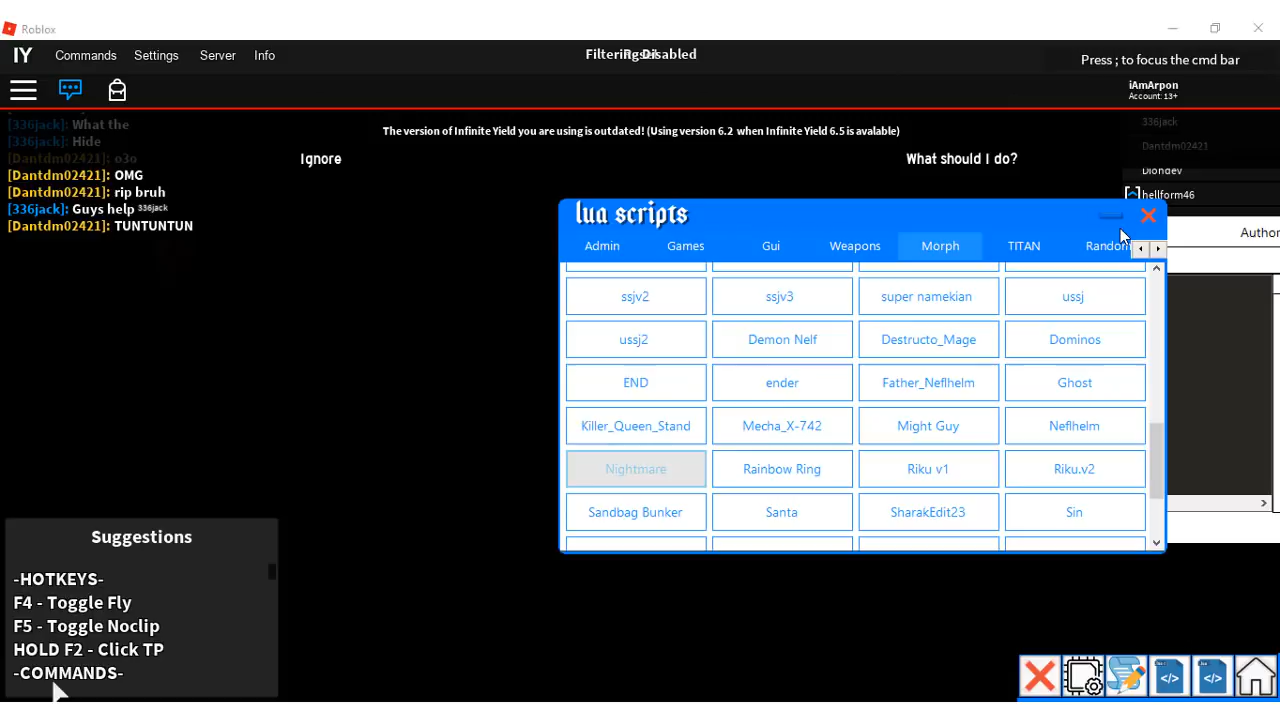 Roblox
IY Commands Settings Server Info
Press ; to focus the cmd bar
iAmArpon
Account: 13+
The version of Infinite Yield you are using is outdated! (Using version 6.2 when Infinite Yield 6.5 is avalable)
Ignore
What should I do?
[336jack]: What the
[336jack]: Hide
[Dantdm02421]: o3o
[Dantdm02421]: OMG
[Dantdm02421]: rip bruh
[336jack]: Guys help 336jack
[Dantdm02421]: TUNTUNTUN
336jack
Dantdm02421
Diondev
hellform46
Author
lua scripts
Admin Games Gui Weapons Morph TITAN Random
ssjv2 ssjv3 super namekian ussj
ussj2 Demon Nelf Destructo_Mage Dominos
END ender Father_Neflhelm Ghost
Killer_Queen_Stand Mecha_X-742 Might Guy Neflhelm
Nightmare Rainbow Ring Riku v1 Riku.v2
Sandbag Bunker Santa SharakEdit23 Sin
Suggestions
-HOTKEYS-
F4 - Toggle Fly
F5 - Toggle Noclip
HOLD F2 - Click TP
-COMMANDS-